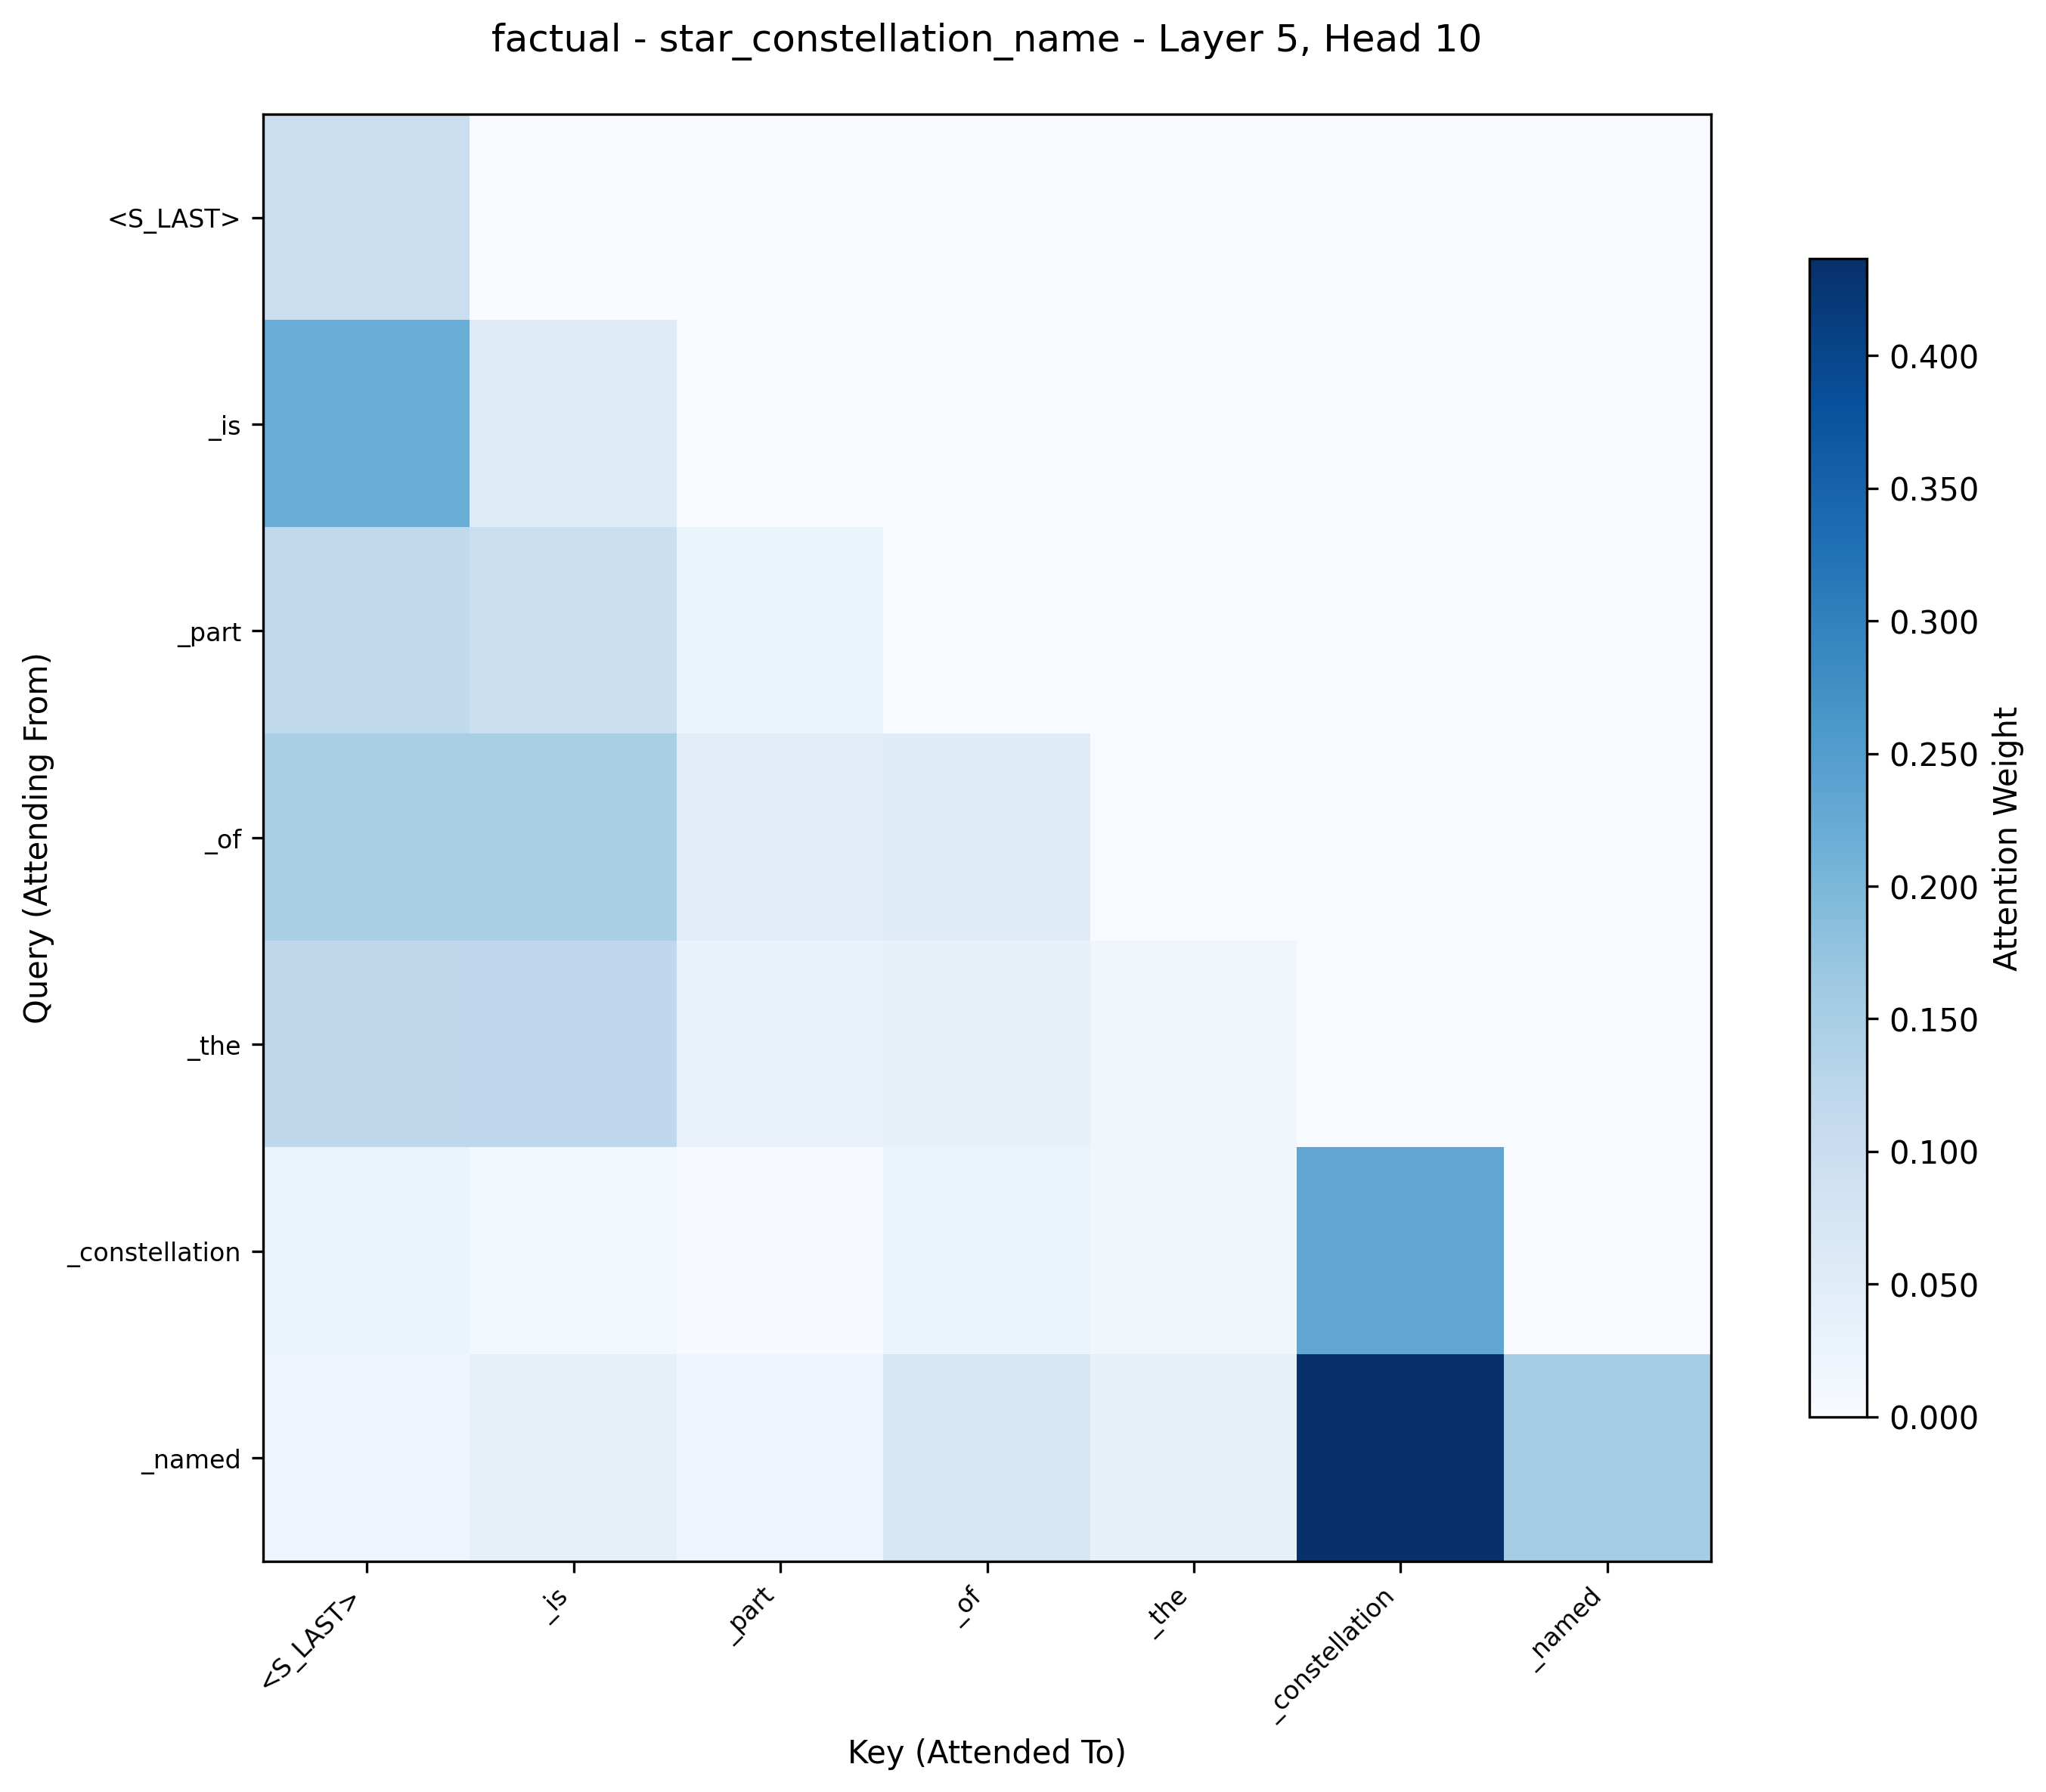 factual - star_constellation_name - Layer 5, Head 10
Query (Attending From)
<S_LAST>
_is
_part
_of
_the
_constellation
_named
<S_LAST>
_is
_part
_of
_the
_constellation
_named
Key (Attended To)
0.400
0.350
0.300
0.250
0.200
0.150
0.100
0.050
0.000
Attention Weight